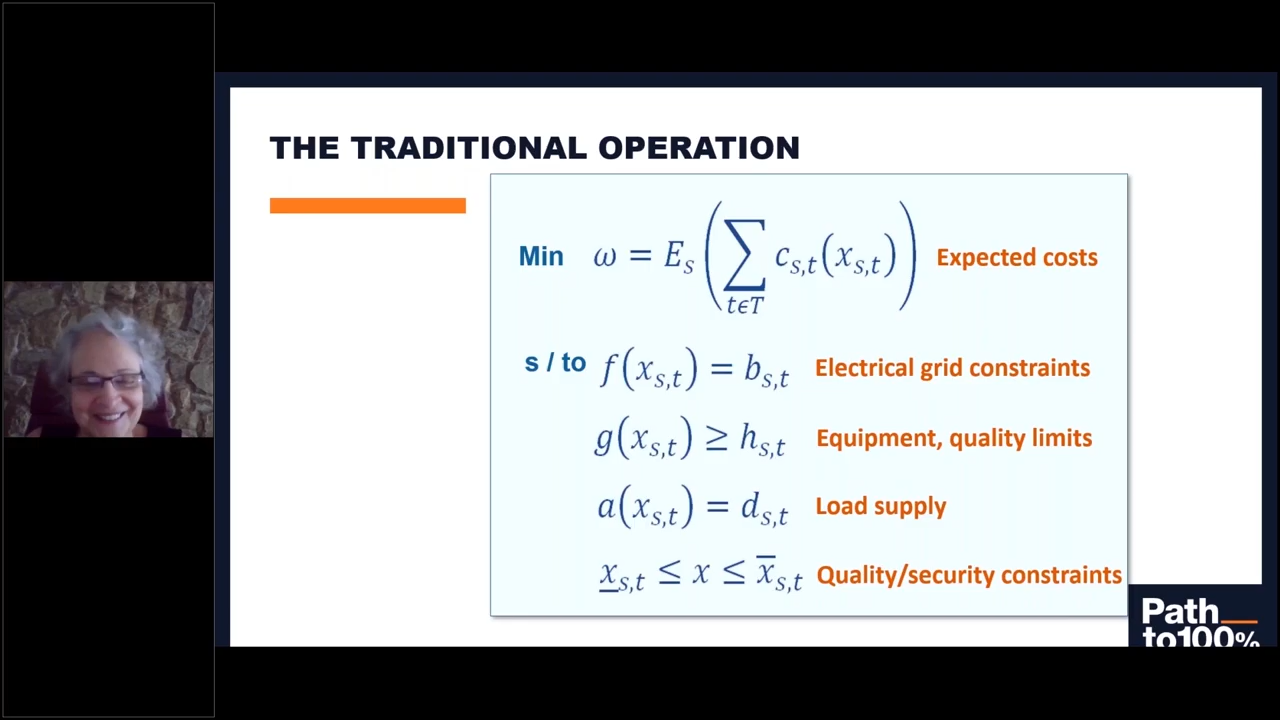 THE TRADITIONAL OPERATION
Min ω = E_s(∑_{t∈T} c_{s,t}(x_{s,t})) Expected costs
s / to f(x_{s,t}) = b_{s,t} Electrical grid constraints
g(x_{s,t}) ≥ h_{s,t} Equipment, quality limits
a(x_{s,t}) = d_{s,t} Load supply
x̲_{s,t} ≤ x ≤ x̅_{s,t} Quality/security constraints
Path
to100%